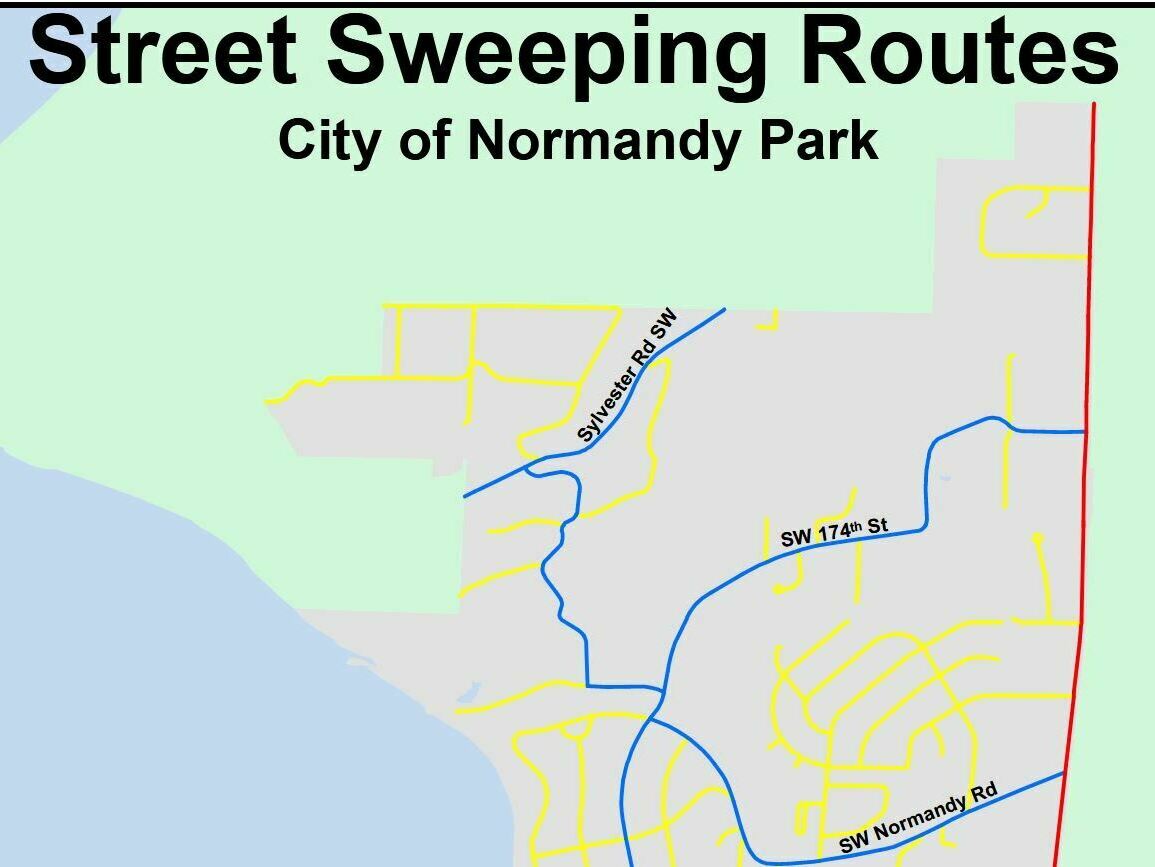 Street Sweeping Routes
City of Normandy Park
Sylvester Rd SW
SW 174th St
SW Normandy Rd